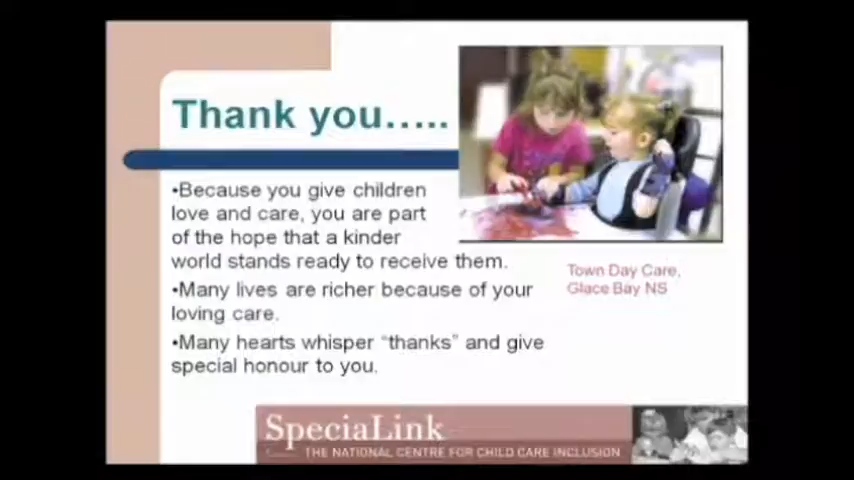 Thank you.....
•Because you give children
love and care, you are part
of the hope that a kinder
world stands ready to receive them.
•Many lives are richer because of your
loving care.
•Many hearts whisper “thanks” and give
special honour to you.
Town Day Care,
Glace Bay NS
SpeciaLink
THE NATIONAL CENTRE FOR CHILD CARE INCLUSION